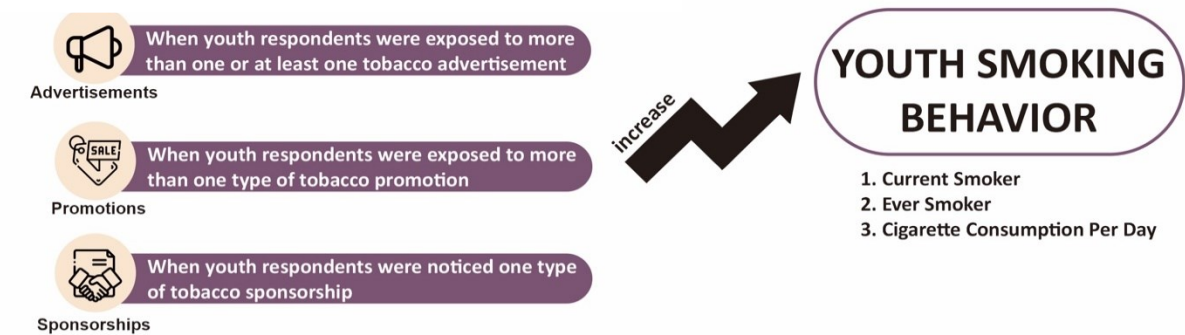 When youth respondents were exposed to more
than one or at least one tobacco advertisement
Advertisements
SALE
When youth respondents were exposed to more
than one type of tobacco promotion
Promotions
When youth respondents were noticed one type
of tobacco sponsorship
Sponsorships
increase
YOUTH SMOKING
BEHAVIOR
1. Current Smoker
2. Ever Smoker
3. Cigarette Consumption Per Day